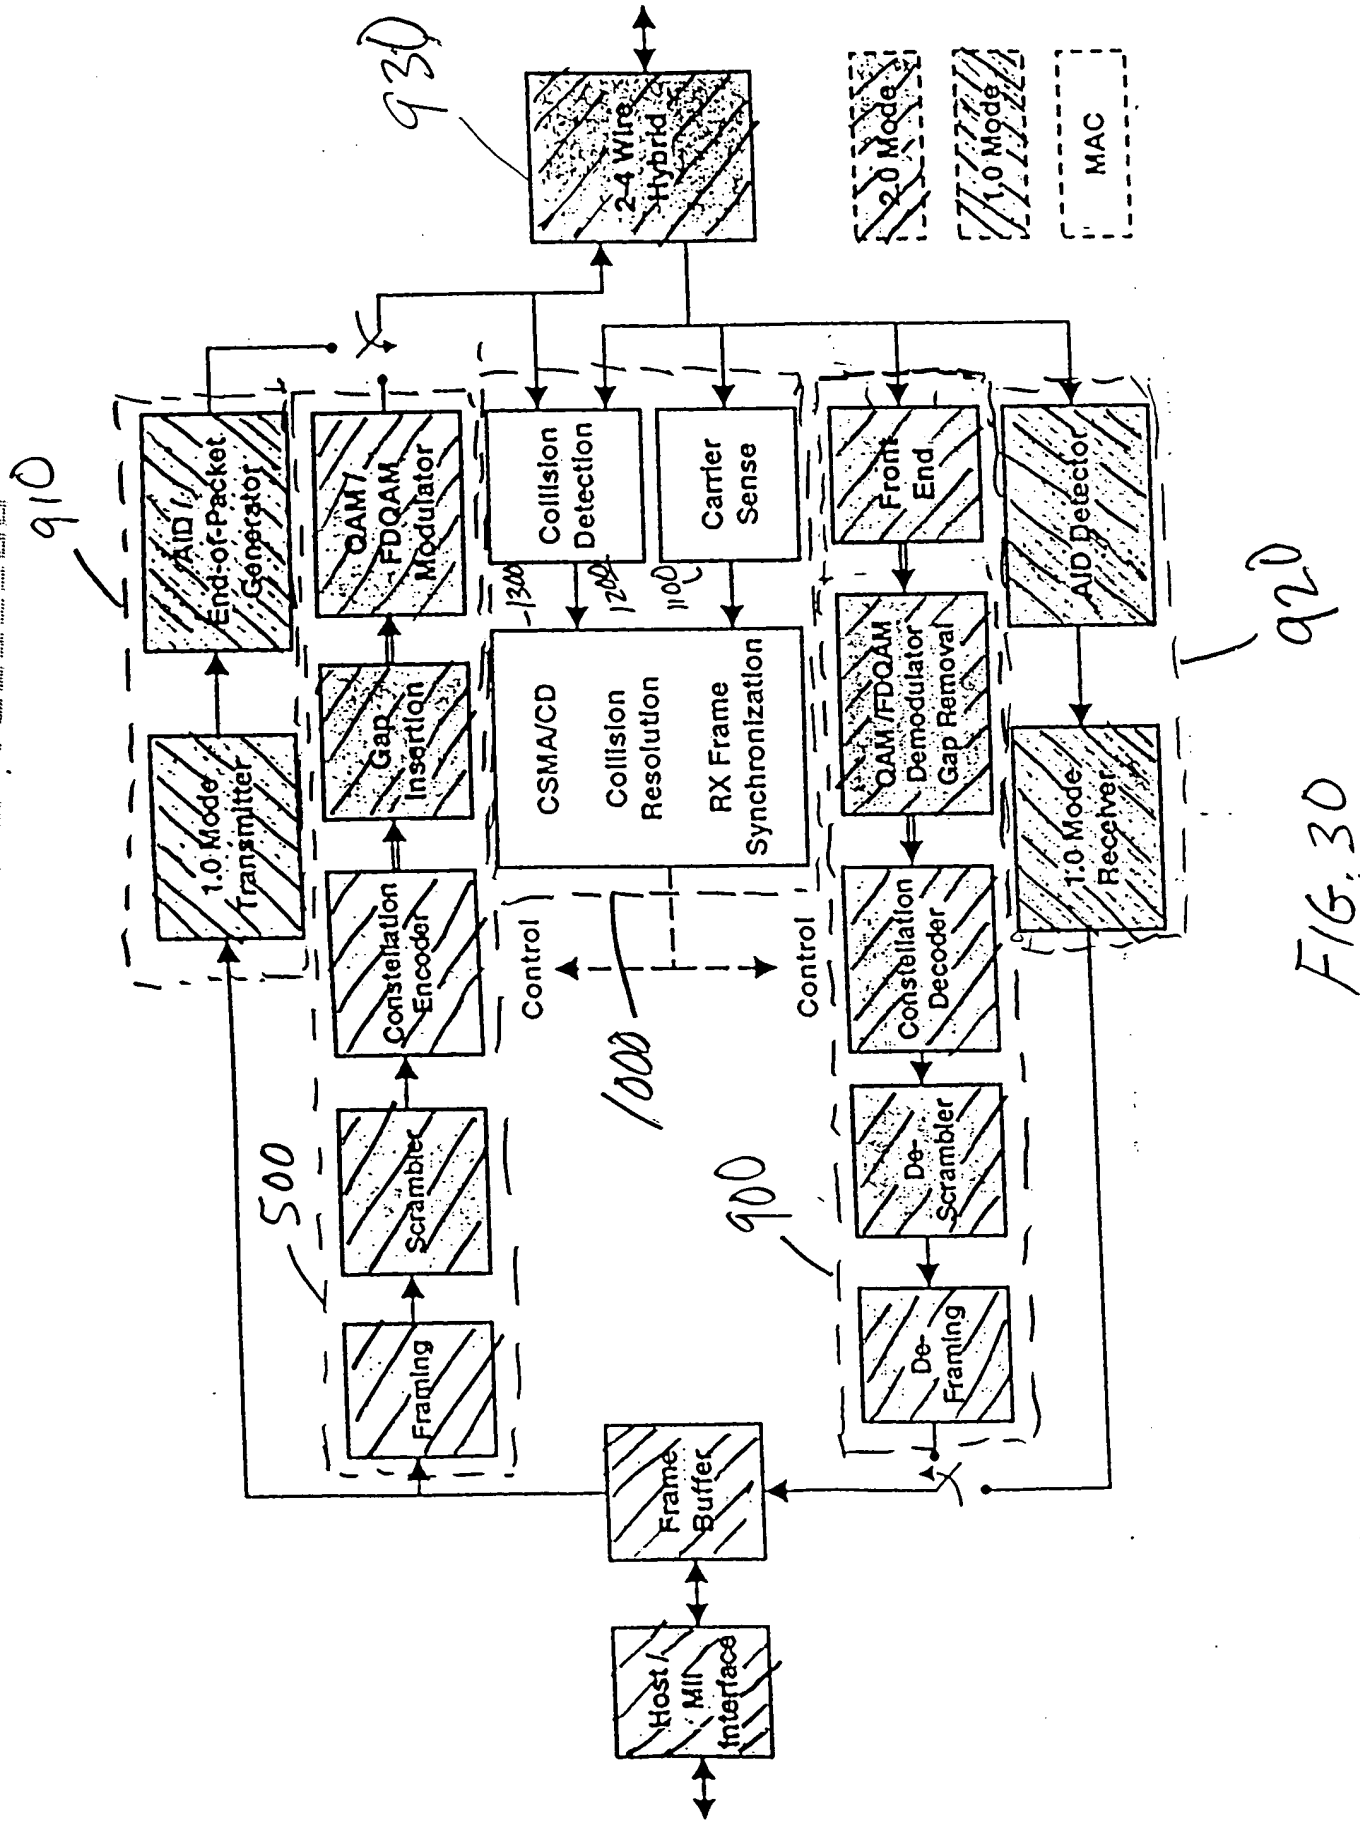 910
AID /
End-of-Packet
Generator
1.0 Mode
Transmitter
500
Framing
Scrambler
Constellation
Encoder
Gap
Insertion
QAM /
FDQAM
Modulator
930
2-4 Wire
Hybrid
Host /
MII
Interface
Frame
Buffer
Control
1000
Control
CSMA/CD
Collision
Resolution
RX Frame
Synchronization
1300
1200
1100
Collision
Detection
Carrier
Sense
900
De-
Framing
De-
Scrambler
Constellation
Decoder
QAM /FDQAM
Demodulator
Gap Removal
Front
End
1.0 Mode
Receiver
AID Detector
920
2.0 Mode
1.0 Mode
MAC
FIG. 30